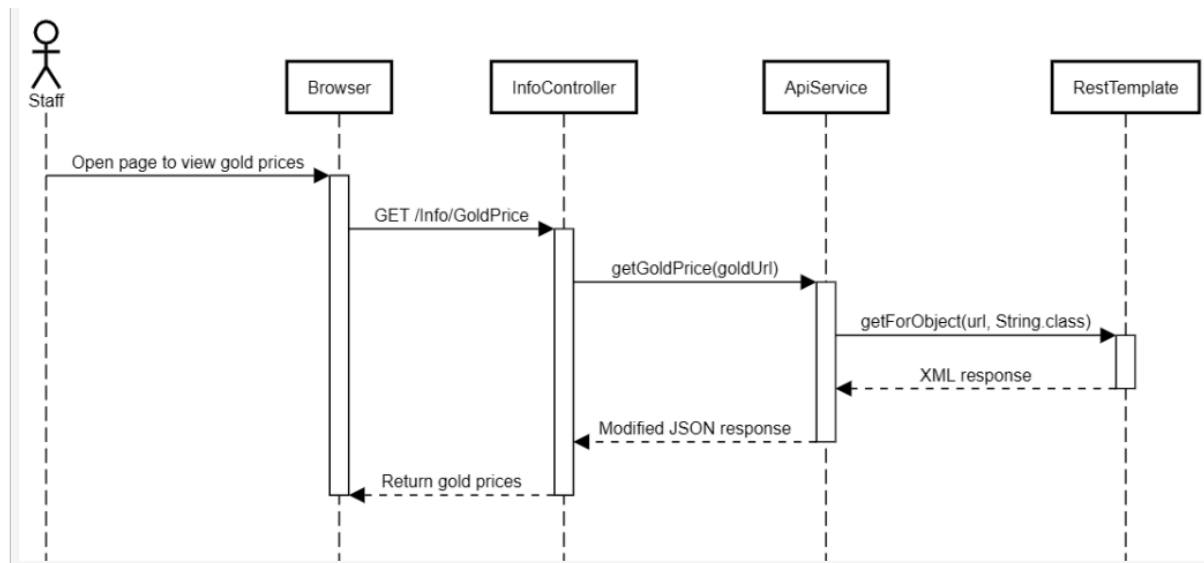 Staff
Browser
InfoController
ApiService
RestTemplate
Open page to view gold prices
GET /Info/GoldPrice
getGoldPrice(goldUrl)
getForObject(url, String.class)
XML response
Modified JSON response
Return gold prices